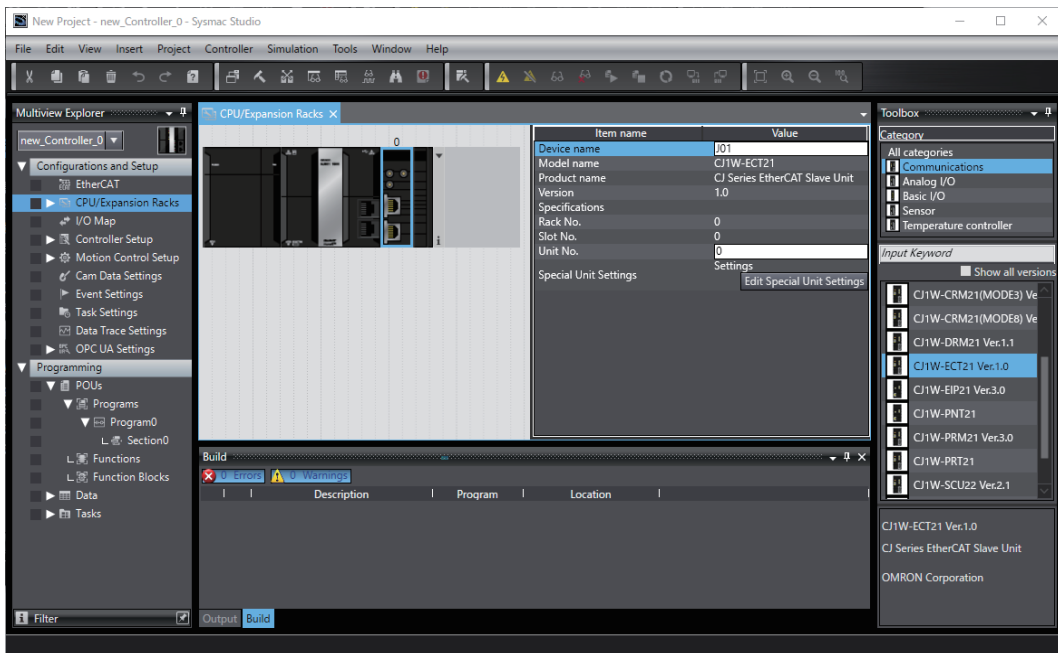 New Project - new_Controller_0 - Sysmac Studio
File Edit View Insert Project Controller Simulation Tools Window Help
Multiview Explorer
new_Controller_0
Configurations and Setup
EtherCAT
CPU/Expansion Racks
I/O Map
Controller Setup
Motion Control Setup
Cam Data Settings
Event Settings
Task Settings
Data Trace Settings
OPC UA Settings
Programming
POUs
Programs
Program0
Section0
Functions
Function Blocks
Data
Tasks
Filter
CPU/Expansion Racks
0
Item name Value
Device name J01
Model name CJ1W-ECT21
Product name CJ Series EtherCAT Slave Unit
Version 1.0
Specifications
Rack No. 0
Slot No. 0
Unit No. 0
Special Unit Settings Settings
Edit Special Unit Settings
Build
0 Errors 0 Warnings
Description Program Location
Output Build
Toolbox
Category
All categories
Communications
Analog I/O
Basic I/O
Sensor
Temperature controller
Input Keyword
Show all versions
CJ1W-CRM21(MODE3) Ve
CJ1W-CRM21(MODE8) Ve
CJ1W-DRM21 Ver.1.1
CJ1W-ECT21 Ver.1.0
CJ1W-EIP21 Ver.3.0
CJ1W-PNT21
CJ1W-PRM21 Ver.3.0
CJ1W-PRT21
CJ1W-SCU22 Ver.2.1
CJ1W-ECT21 Ver.1.0
CJ Series EtherCAT Slave Unit
OMRON Corporation